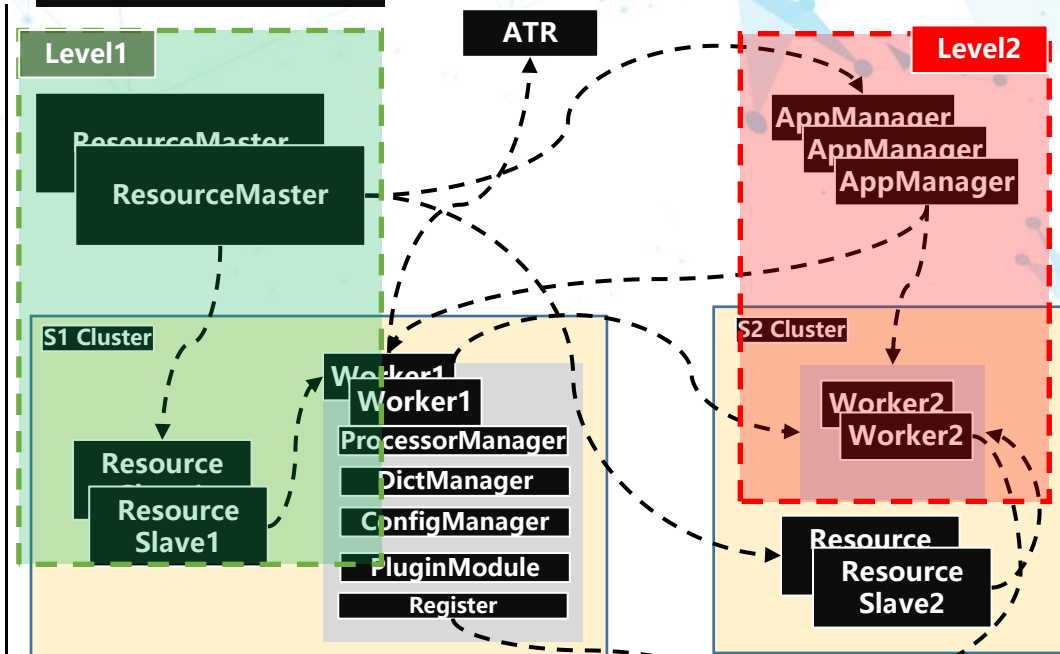 Level1
ATR
Level2
ResourceMaster
ResourceMaster
AppManager
AppManager
AppManager
S1 Cluster
S2 Cluster
Worker1
Worker1
ProcessorManager
DictManager
ConfigManager
PluginModule
Register
Resource
Resource
Slave1
Worker2
Worker2
Resource
Resource
Slave2